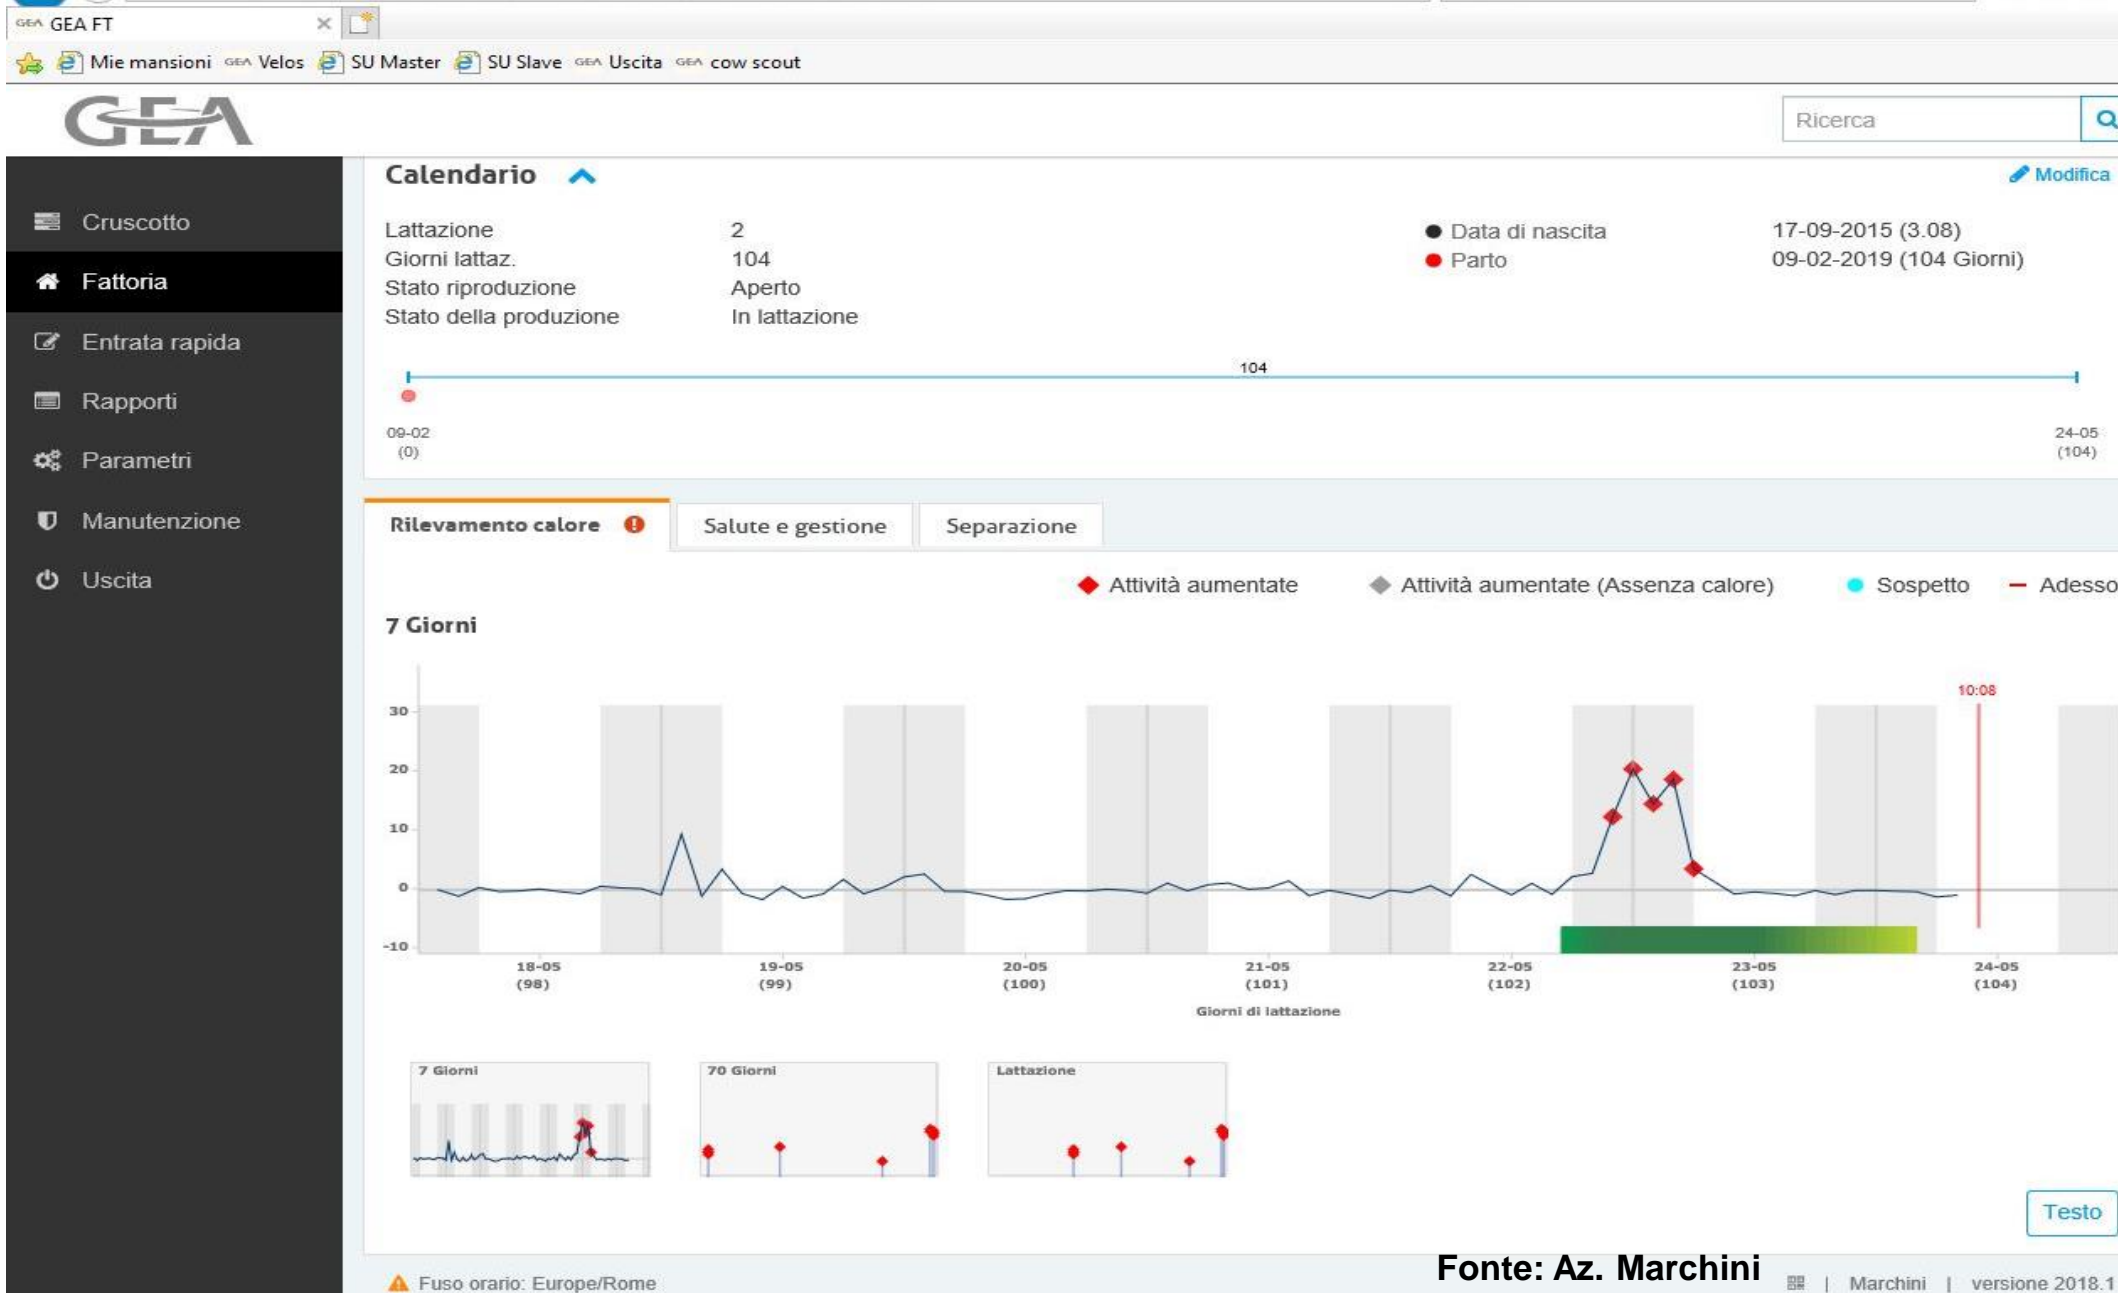 GEA GEA FT
Mie mansioni GEA Velos SU Master SU Slave GEA Uscita GEA cow scout
GEA
Ricerca
Cruscotto
Fattoria
Entrata rapida
Rapporti
Parametri
Manutenzione
Uscita
Calendario
Modifica
Lattazione 2
Giorni lattaz. 104
Stato riproduzione Aperto
Stato della produzione In lattazione
Data di nascita 17-09-2015 (3.08)
Parto 09-02-2019 (104 Giorni)
104
09-02
(0)
24-05
(104)
Rilevamento calore Salute e gestione Separazione
Attività aumentate Attività aumentate (Assenza calore) Sospetto Adesso
7 Giorni
10:08
30
20
10
0
-10
18-05 19-05 20-05 21-05 22-05 23-05 24-05
(98) (99) (100) (101) (102) (103) (104)
Giorni di lattazione
7 Giorni 70 Giorni Lattazione
Testo
Fonte: Az. Marchini
Fuso orario: Europe/Rome
| Marchini | versione 2018.1